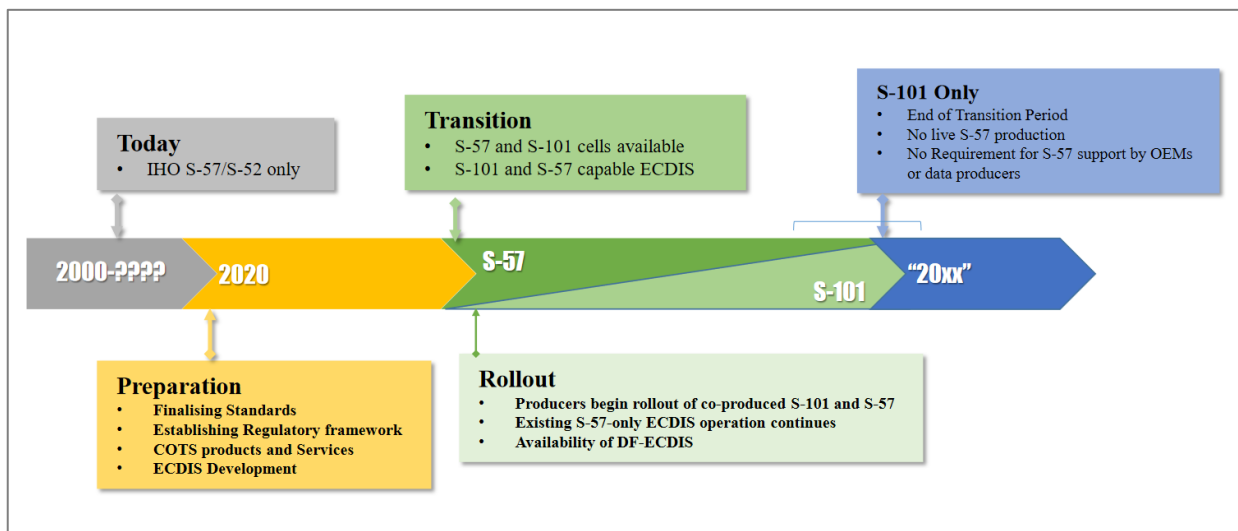 S-101 Only
• End of Transition Period
• No live S-57 production
• No Requirement for S-57 support by OEMs
or data producers
Transition
• S-57 and S-101 cells available
• S-101 and S-57 capable ECDIS
Today
• IHO S-57/S-52 only
2000-????
2020
S-57
S-101
“20xx”
Preparation
• Finalising Standards
• Establishing Regulatory framework
• COTS products and Services
• ECDIS Development
Rollout
• Producers begin rollout of co-produced S-101 and S-57
• Existing S-57-only ECDIS operation continues
• Availability of DF-ECDIS